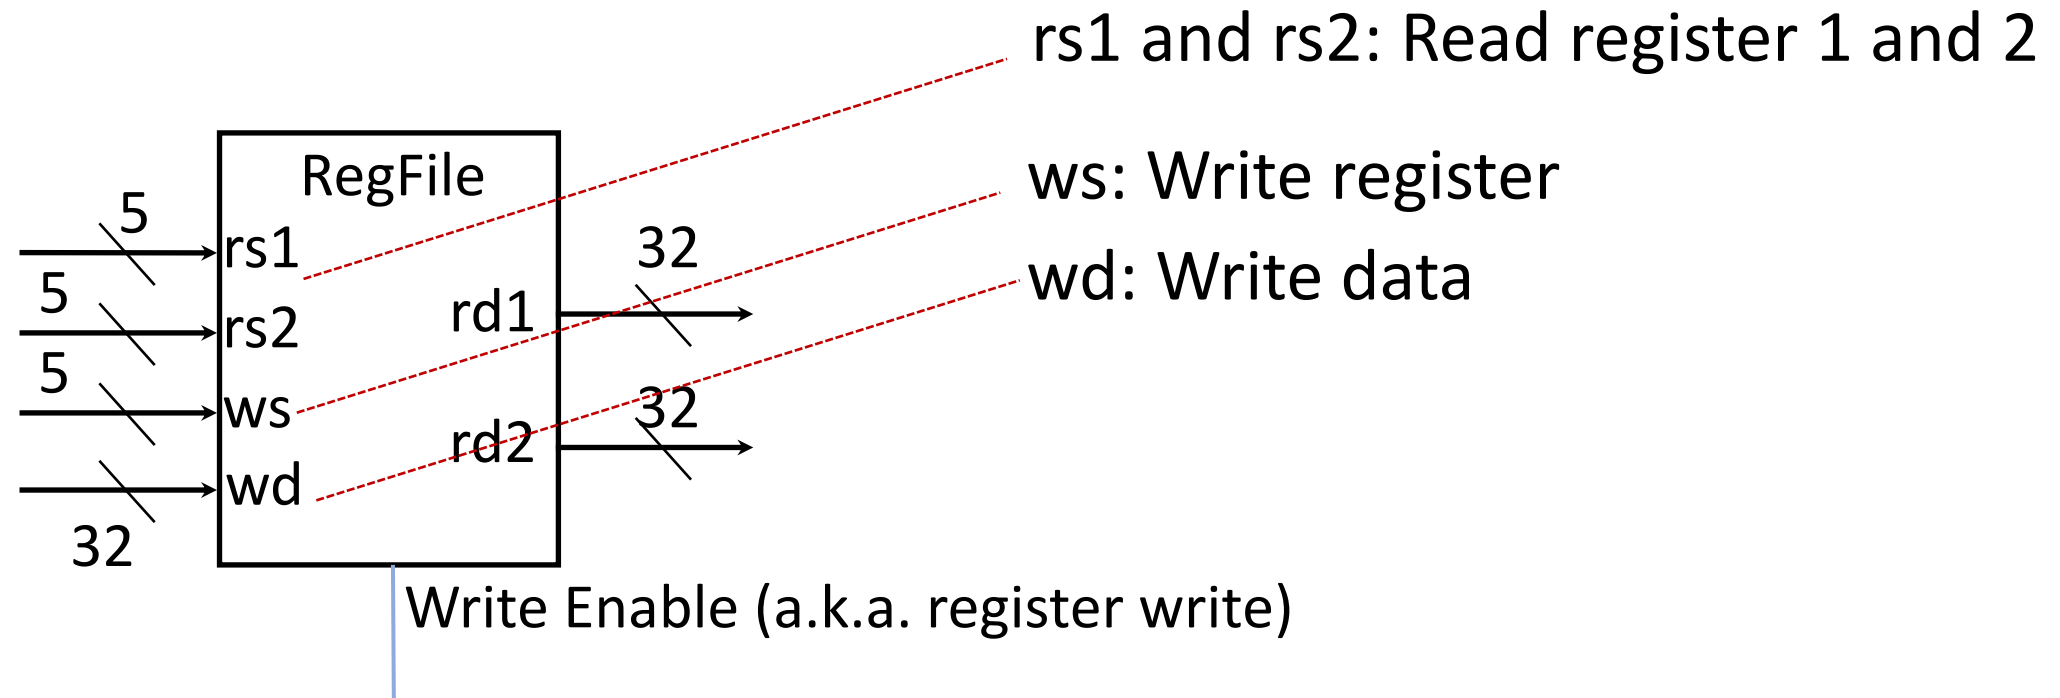 rs1 and rs2: Read register 1 and 2
RegFile
ws: Write register
5
rs1
32
wd: Write data
5
rs2
rd1
5
ws
32
rd2
wd
32
Write Enable (a.k.a. register write)